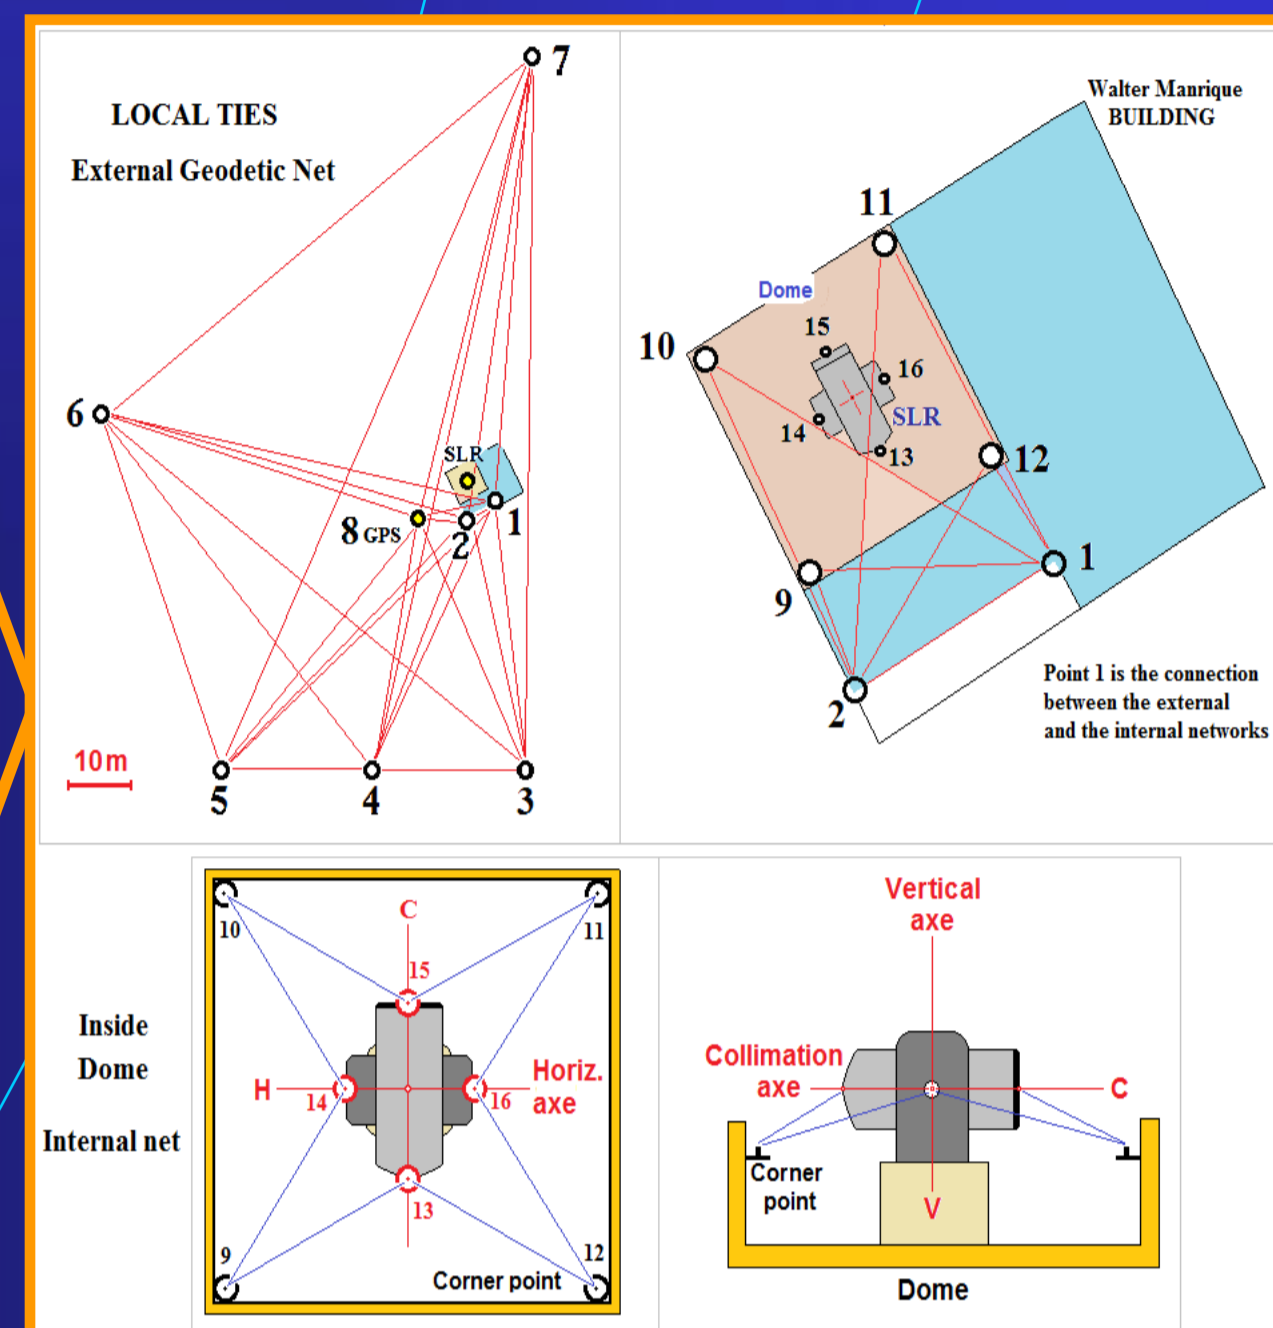 LOCAL TIES
External Geodetic Net
7
6
SLR
8 GPS
2
1
10m
5
4
3
Walter Manrique
BUILDING
11
Dome
15
10
16
SLR
14
13
12
9
1
2
Point 1 is the connection
between the external
and the internal networks
Inside
Dome
Internal net
10
C
11
15
H
14
16
Horiz.
axe
13
9
12
Corner point
Vertical
axe
Collimation
axe
C
Corner
point
V
Dome